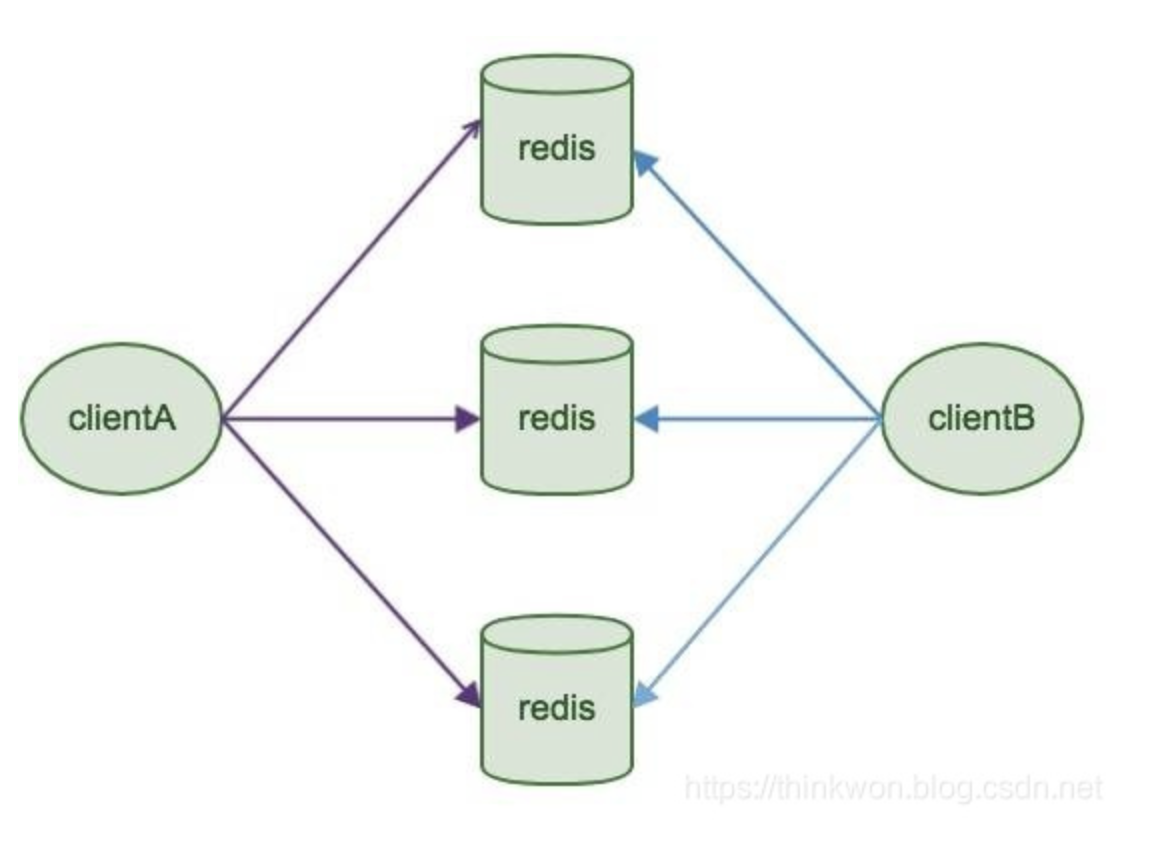 redis
clientA
redis
clientB
redis
https://thinkwon.blog.csdn.net